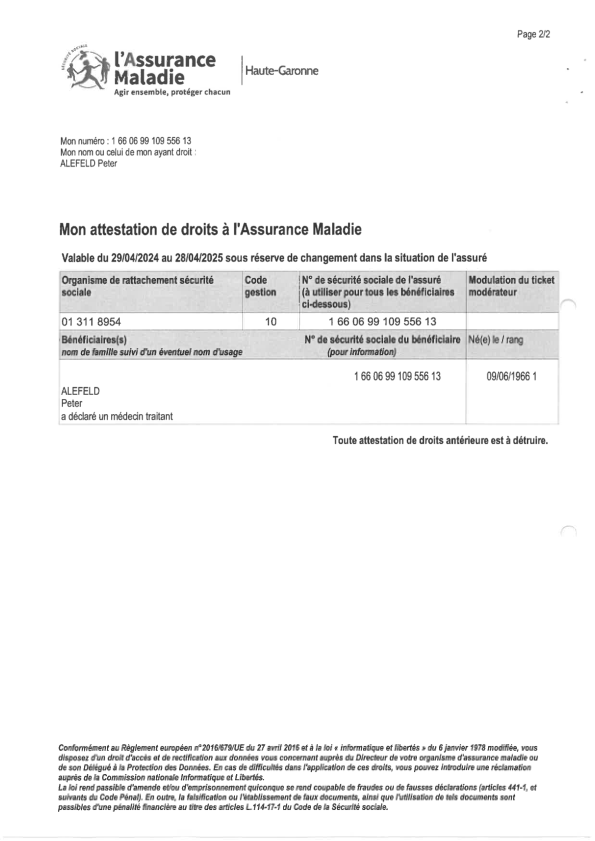 Page 2/2
SÉCURITÉ SOCIALE
l'Assurance
Maladie
Agir ensemble, protéger chacun
Haute-Garonne
Mon numéro : 1 66 06 99 109 556 13
Mon nom ou celui de mon ayant droit :
ALEFELD Peter
Mon attestation de droits à l'Assurance Maladie
Valable du 29/04/2024 au 28/04/2025 sous réserve de changement dans la situation de l'assuré
Organisme de rattachement sécurité sociale
Code gestion
N° de sécurité sociale de l'assuré (à utiliser pour tous les bénéficiaires ci-dessous)
Modulation du ticket modérateur
01 311 8954
10
1 66 06 99 109 556 13
Bénéficiaires(s)
nom de famille suivi d'un éventuel nom d'usage
N° de sécurité sociale du bénéficiaire
(pour information)
Né(e) le / rang
1 66 06 99 109 556 13
09/06/1966 1
ALEFELD
Peter
a déclaré un médecin traitant
Toute attestation de droits antérieure est à détruire.
Conformément au Règlement européen n°2016/679/UE du 27 avril 2016 et à la loi « informatique et libertés » du 6 janvier 1978 modifiée, vous
disposez d'un droit d'accès et de rectification aux données vous concernant auprès du Directeur de votre organisme d'assurance maladie ou
de son Délégué à la Protection des Données. En cas de difficultés dans l'application de ces droits, vous pouvez introduire une réclamation
auprès de la Commission nationale Informatique et Libertés.
La loi rend passible d'amende et/ou d'emprisonnement quiconque se rend coupable de fraudes ou de fausses déclarations (articles 441-1, et
suivants du Code Pénal). En outre, la falsification ou l'établissement de faux documents, ainsi que l'utilisation de tels documents sont
passibles d'une pénalité financière au titre des articles L.114-17-1 du Code de la Sécurité sociale.